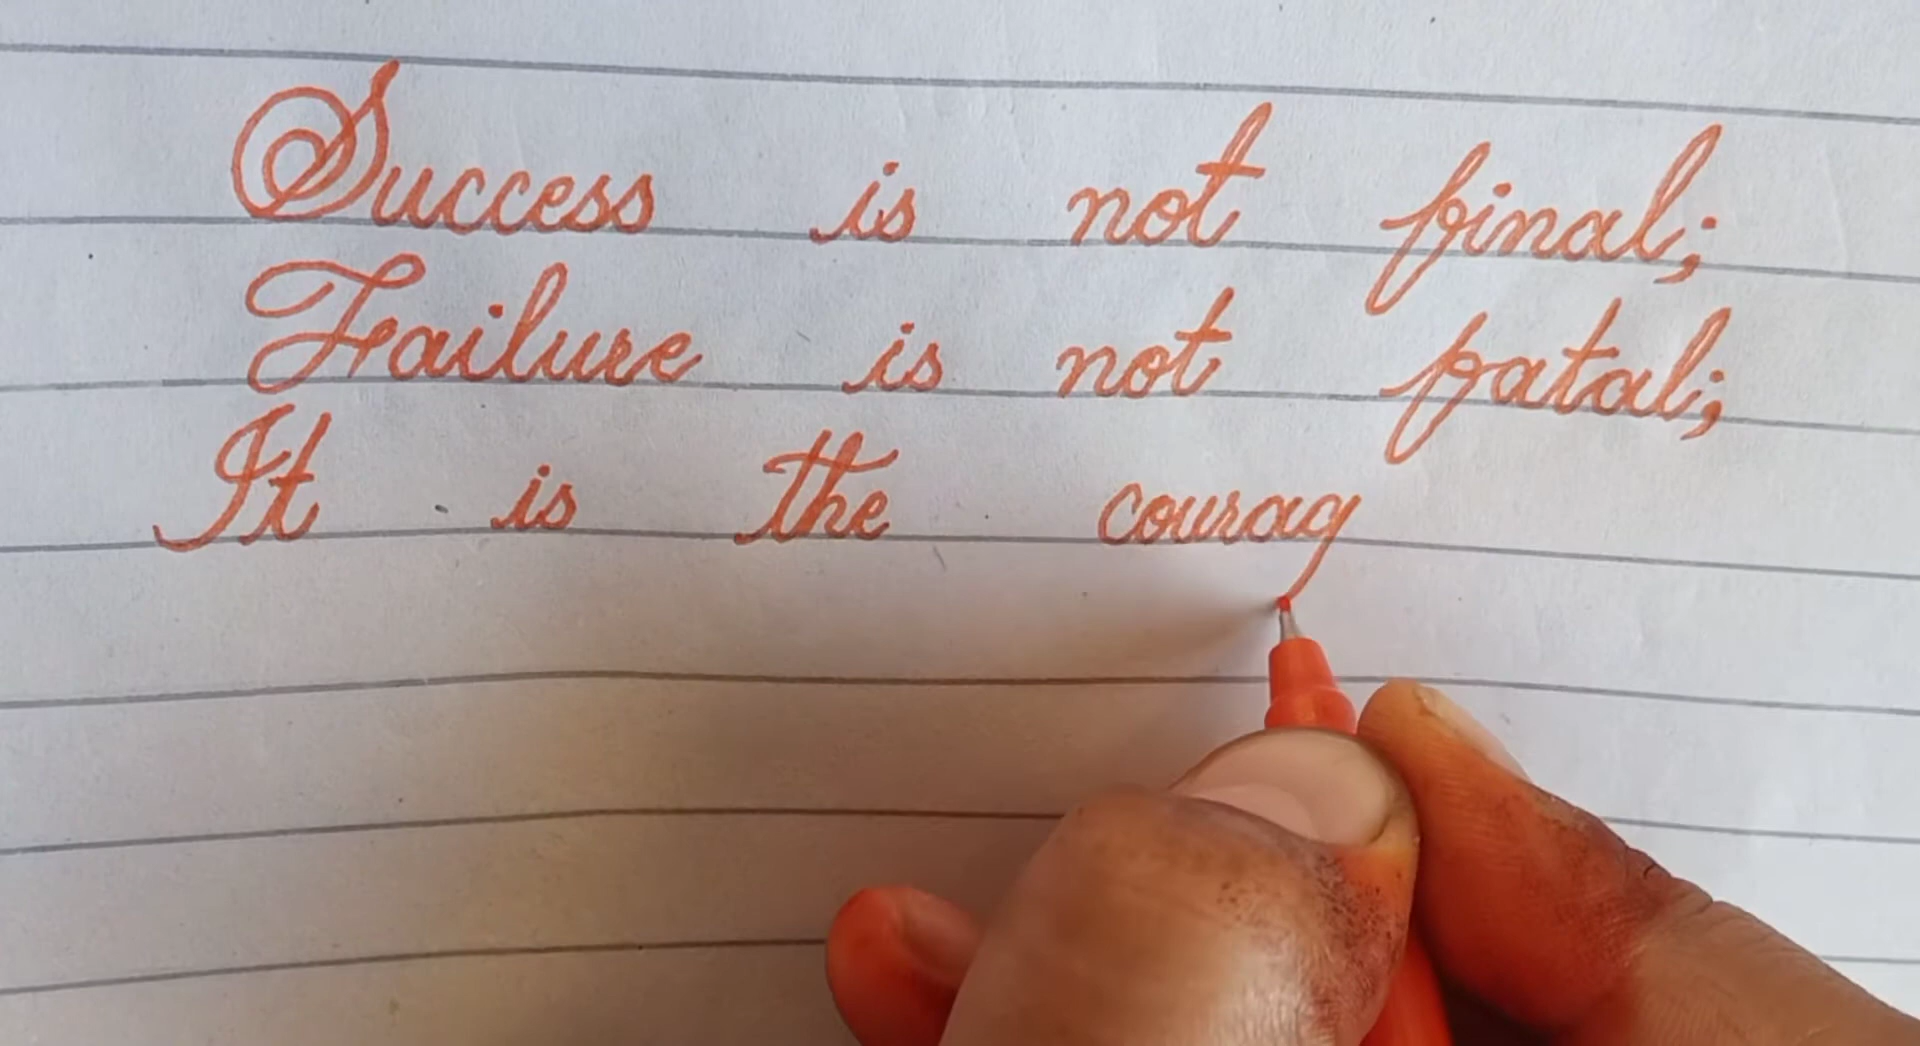 Success is not final;
Failure is not fatal;
It is the courag